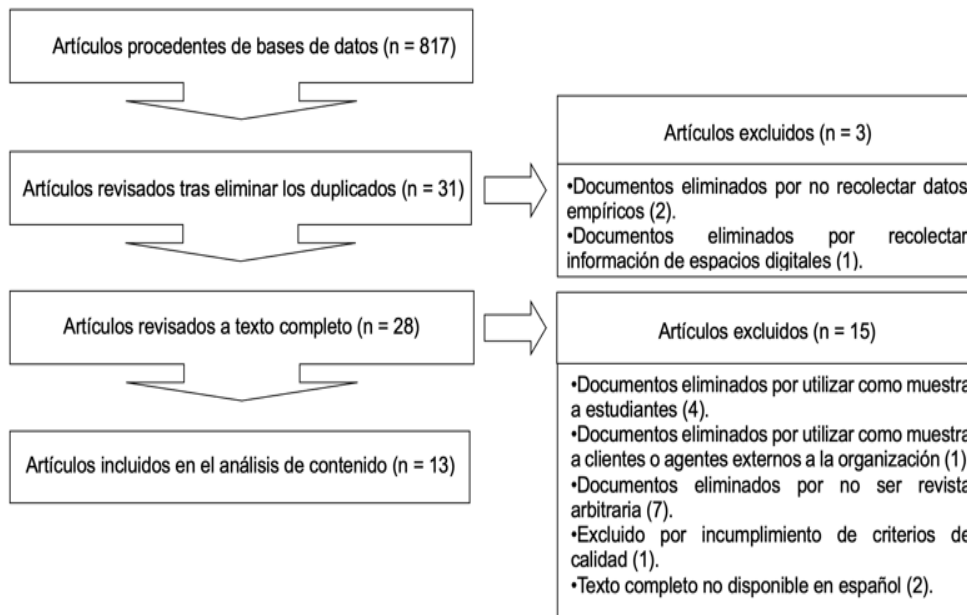 Artículos procedentes de bases de datos (n = 817)
Artículos excluidos (n = 3)
Artículos revisados tras eliminar los duplicados (n = 31)
•Documentos eliminados por no recolectar datos
empíricos (2).
•Documentos eliminados por recolectar
información de espacios digitales (1).
Artículos revisados a texto completo (n = 28)
Artículos excluidos (n = 15)
•Documentos eliminados por utilizar como muestra
a estudiantes (4).
•Documentos eliminados por utilizar como muestra
a clientes o agentes externos a la organización (1)
•Documentos eliminados por no ser revista
arbitraria (7).
•Excluido por incumplimiento de criterios de
calidad (1).
•Texto completo no disponible en español (2).
Artículos incluidos en el análisis de contenido (n = 13)